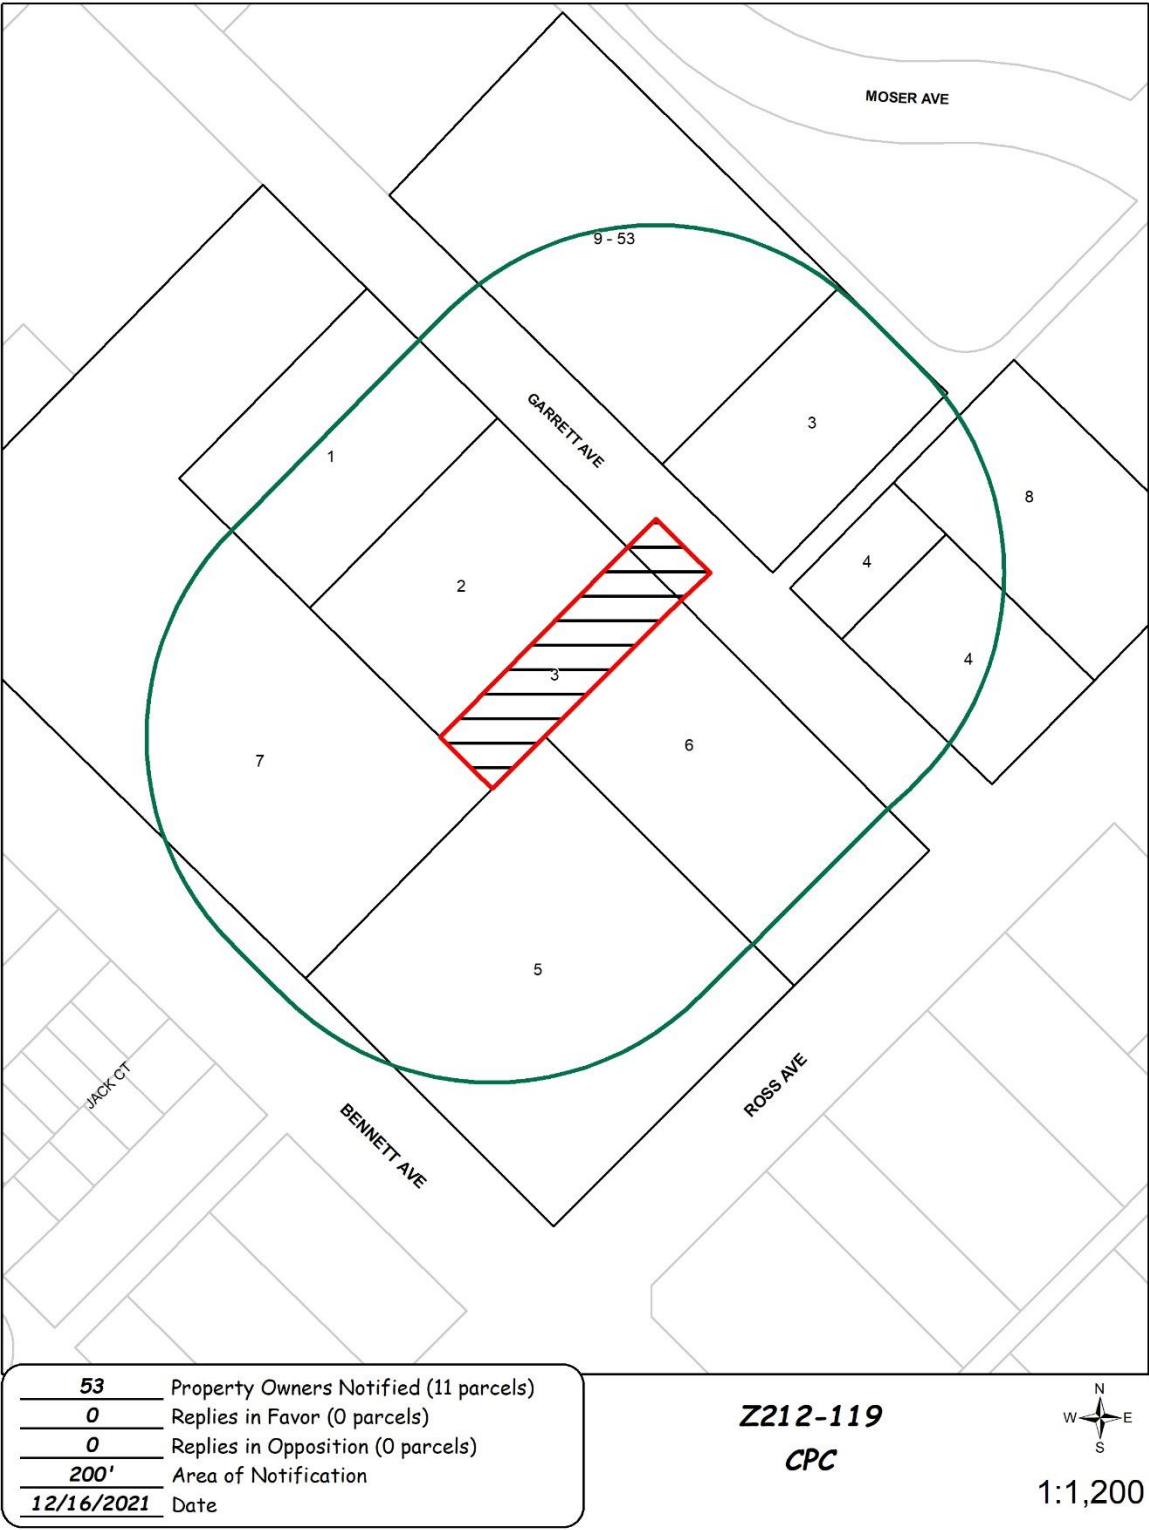 MOSER AVE
9 - 53
GARRETT AVE
3
1
8
4
2
4
3
6
7
5
JACK CT
ROSS AVE
BENNETT AVE
53 Property Owners Notified (11 parcels)
0 Replies in Favor (0 parcels)
0 Replies in Opposition (0 parcels)
200' Area of Notification
12/16/2021 Date
Z212-119
CPC
N
W E
S
1:1,200